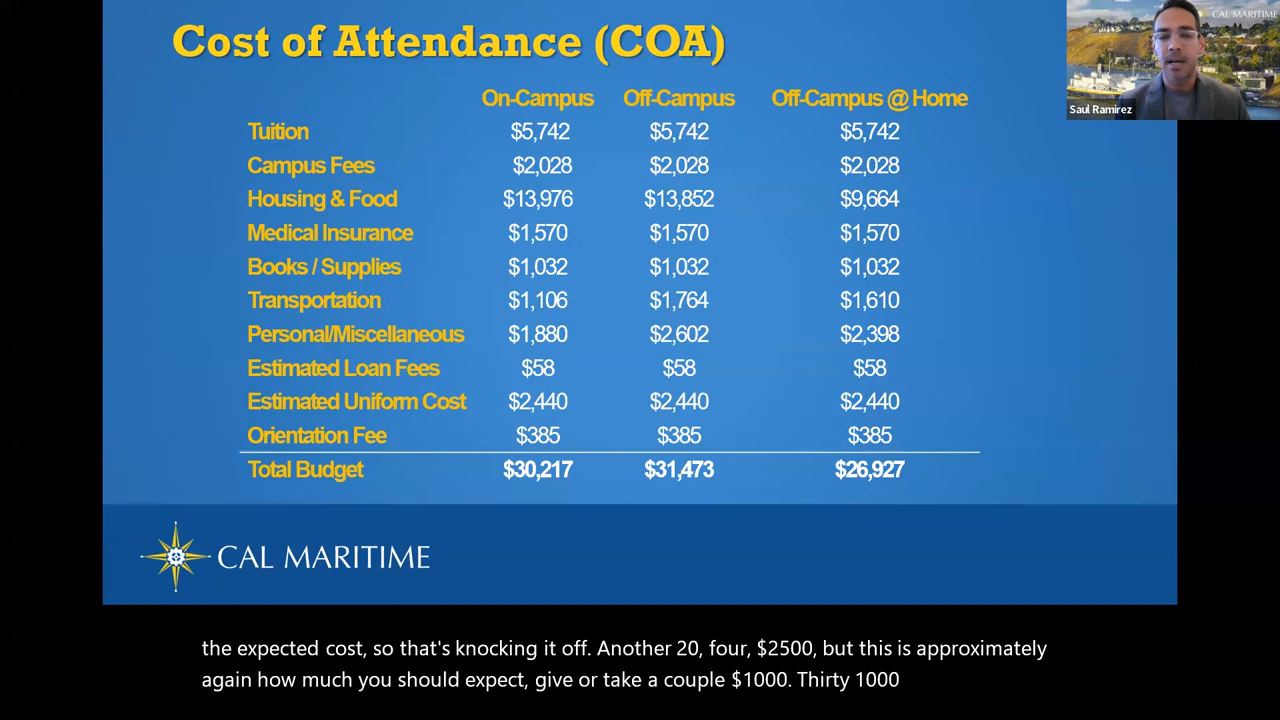 Cost of Attendance (COA)
CAL MARITIME
Saul Ramirez
On-Campus Off-Campus Off-Campus @ Home
Tuition $5,742 $5,742 $5,742
Campus Fees $2,028 $2,028 $2,028
Housing & Food $13,976 $13,852 $9,664
Medical Insurance $1,570 $1,570 $1,570
Books / Supplies $1,032 $1,032 $1,032
Transportation $1,106 $1,764 $1,610
Personal/Miscellaneous $1,880 $2,602 $2,398
Estimated Loan Fees $58 $58 $58
Estimated Uniform Cost $2,440 $2,440 $2,440
Orientation Fee $385 $385 $385
Total Budget $30,217 $31,473 $26,927
CAL MARITIME
the expected cost, so that's knocking it off. Another 20, four, $2500, but this is approximately
again how much you should expect, give or take a couple $1000. Thirty 1000